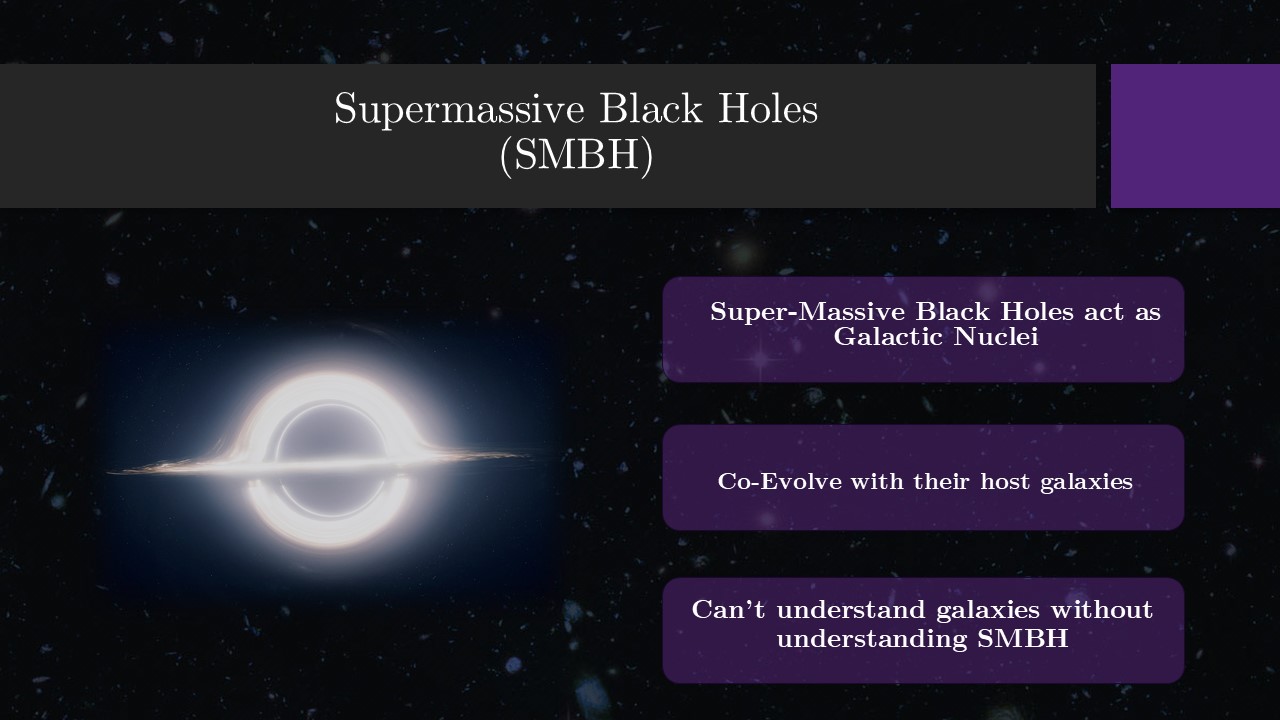 Supermassive Black Holes
(SMBH)
Super-Massive Black Holes act as
Galactic Nuclei
Co-Evolve with their host galaxies
Can't understand galaxies without
understanding SMBH